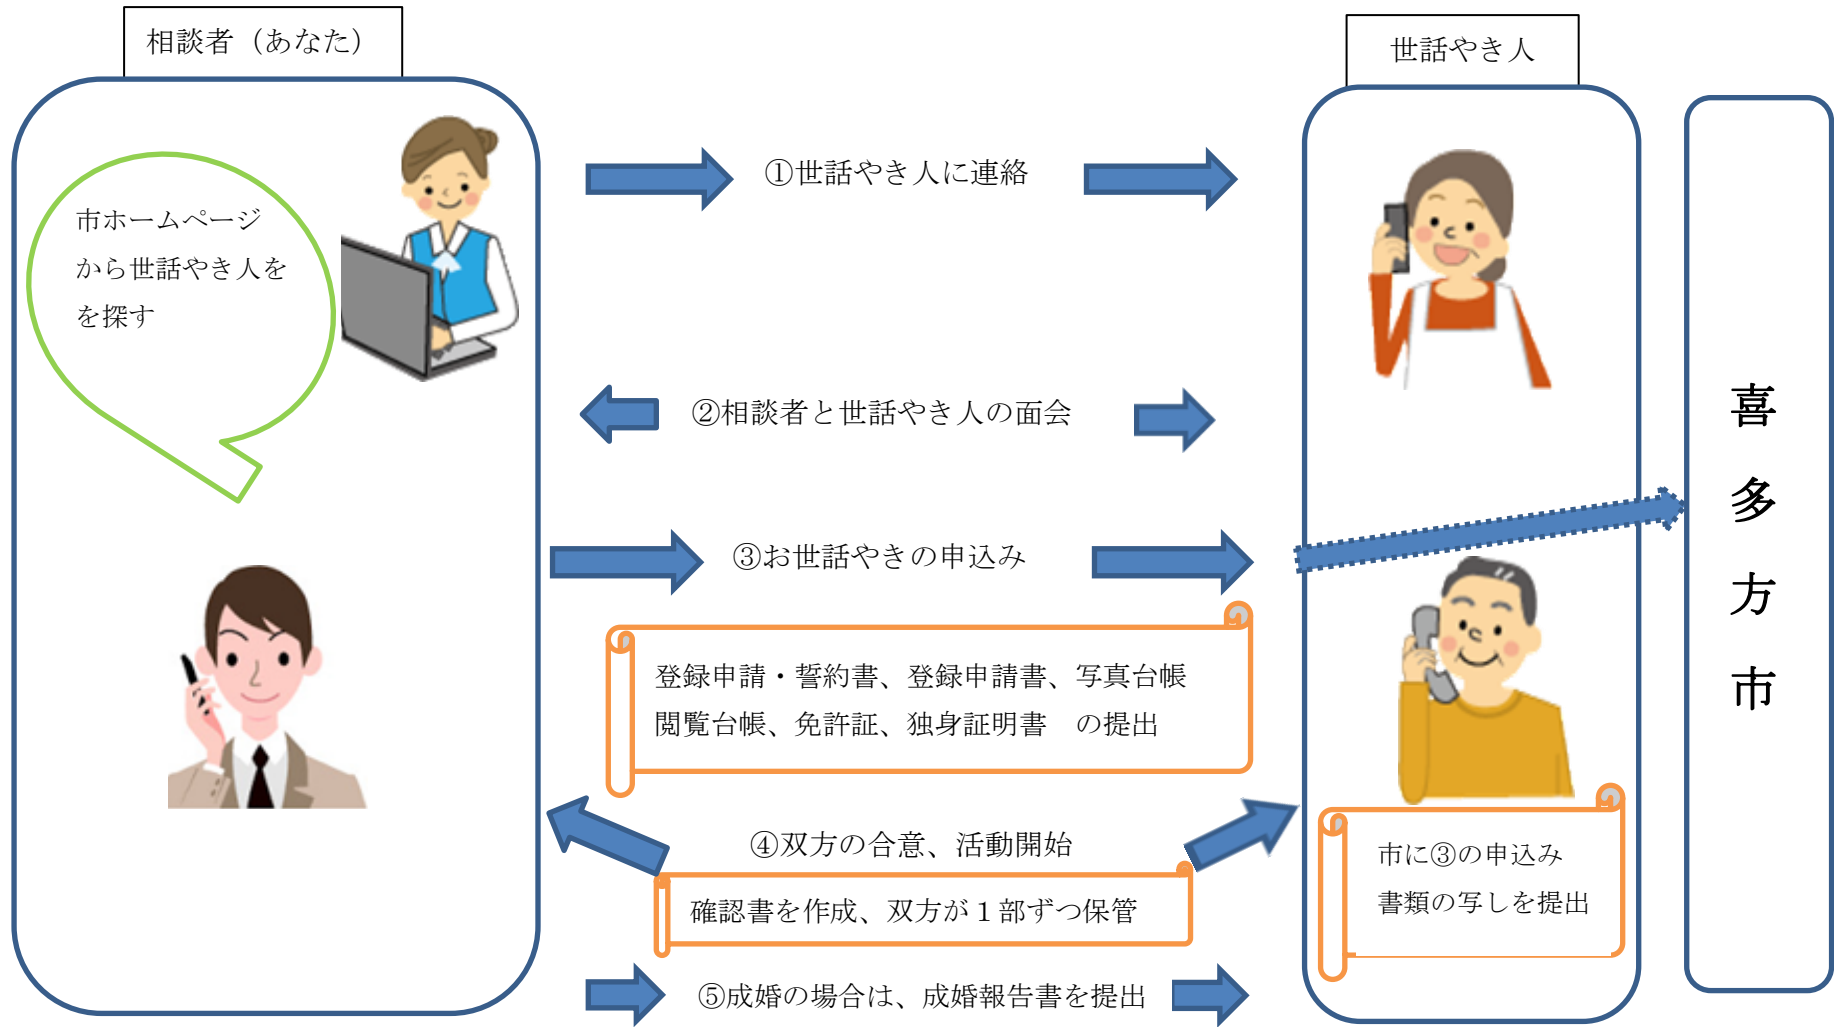 相談者（あなた）
世話やき人
市ホームページ
から世話やき人を
を探す
①世話やき人に連絡
②相談者と世話やき人の面会
③お世話やきの申込み
登録申請・誓約書、登録申請書、写真台帳
閲覧台帳、免許証、独身証明書　の提出
④双方の合意、活動開始
確認書を作成、双方が１部ずつ保管
⑤成婚の場合は、成婚報告書を提出
市に③の申込み
書類の写しを提出
喜多方市